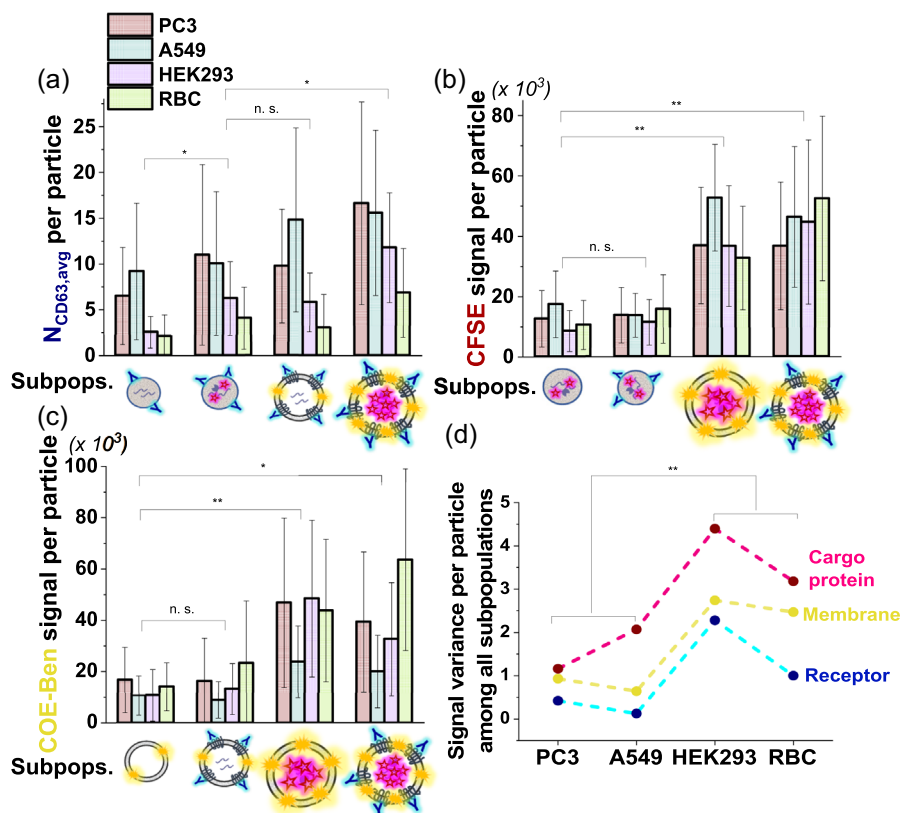 PC3
A549
HEK293
RBC
(a)
N_CD63,avg per particle
25
20
15
10
5
0
*
n. s.
*
Subpops.
(b)
(x 10³)
CFSE signal per particle
80
60
40
20
0
**
**
n. s.
Subpops.
(c)
(x 10³)
COE-Ben signal per particle
100
80
60
40
20
0
*
**
n. s.
Subpops.
(d)
Signal variance per particle
among all subpopulations
5
4
3
2
1
0
**
Cargo
protein
Membrane
Receptor
PC3 A549 HEK293 RBC